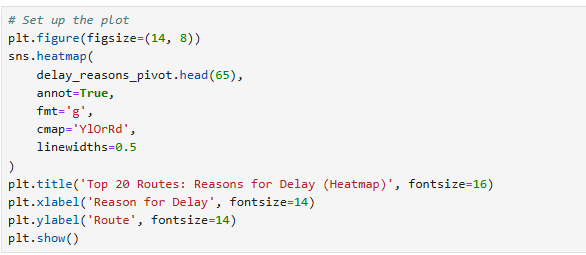 # Set up the plot
plt.figure(figsize=(14, 8))
sns.heatmap(
    delay_reasons_pivot.head(65),
    annot=True,
    fmt='g',
    cmap='YlOrRd',
    linewidths=0.5
)
plt.title('Top 20 Routes: Reasons for Delay (Heatmap)', fontsize=16)
plt.xlabel('Reason for Delay', fontsize=14)
plt.ylabel('Route', fontsize=14)
plt.show()